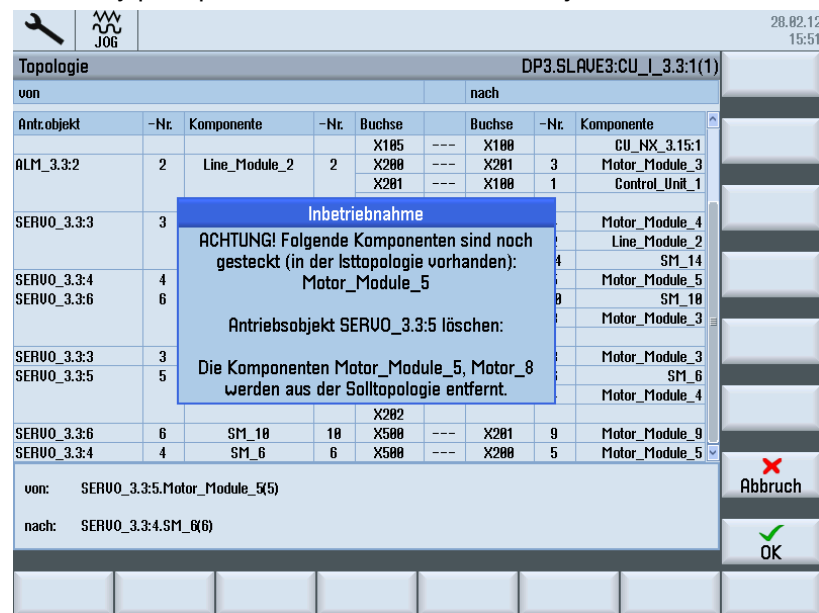 JOG
28.02.12
15:51
Topologie DP3.SLAVE3:CU_I_3.3:1(1)
von nach
Antr.objekt -Nr. Komponente -Nr. Buchse Buchse -Nr. Komponente
X105 --- X100 CU_NX_3.15:1
ALM_3.3:2 2 Line_Module_2 2 X200 --- X201 3 Motor_Module_3
X201 --- X100 1 Control_Unit_1
SERVO_3.3:3 3 Motor_Module_4
Line_Module_2
4 SM_14
SERVO_3.3:4 4 Motor_Module_5
SERVO_3.3:6 6 SM_10
Motor_Module_3
SERVO_3.3:3 3 Motor_Module_3
SERVO_3.3:5 5 SM_6
Motor_Module_4
X202
SERVO_3.3:6 6 SM_10 10 X500 --- X201 9 Motor_Module_9
SERVO_3.3:4 4 SM_6 6 X500 --- X200 5 Motor_Module_5
Inbetriebnahme
ACHTUNG! Folgende Komponenten sind noch
gesteckt (in der Isttopologie vorhanden):
Motor_Module_5
Antriebsobjekt SERVO_3.3:5 löschen:
Die Komponenten Motor_Module_5, Motor_8
werden aus der Solltopologie entfernt.
von: SERVO_3.3:5.Motor_Module_5(5)
nach: SERVO_3.3:4.SM_6(6)
Abbruch
OK